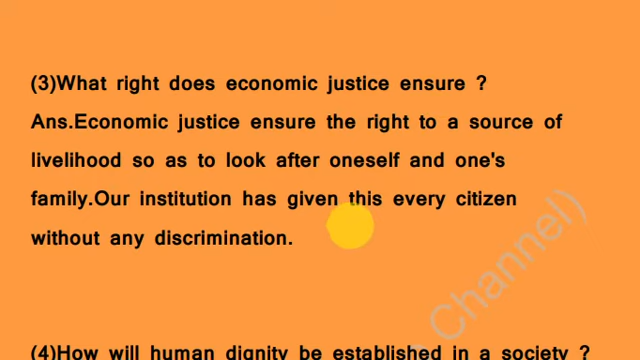 (3)What right does economic justice ensure ?
Ans.Economic justice ensure the right to a source of
livelihood so as to look after oneself and one's
family.Our institution has given this every citizen
without any discrimination.
Channel)
(4)How will human dignity be established in a society ?